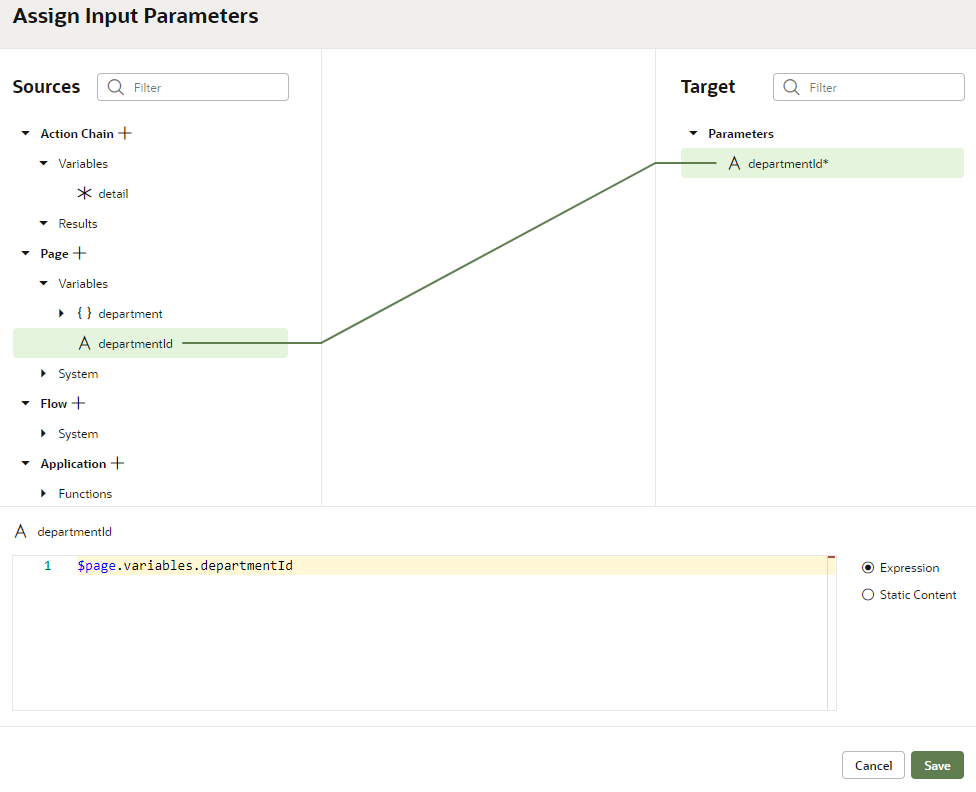 Assign Input Parameters
Sources
Filter
Action Chain
Variables
detail
Results
Page
Variables
{ } department
departmentId
System
Flow
System
Application
Functions
Target
Filter
Parameters
departmentId*
departmentId
1 $page.variables.departmentId
Expression
Static Content
Cancel
Save